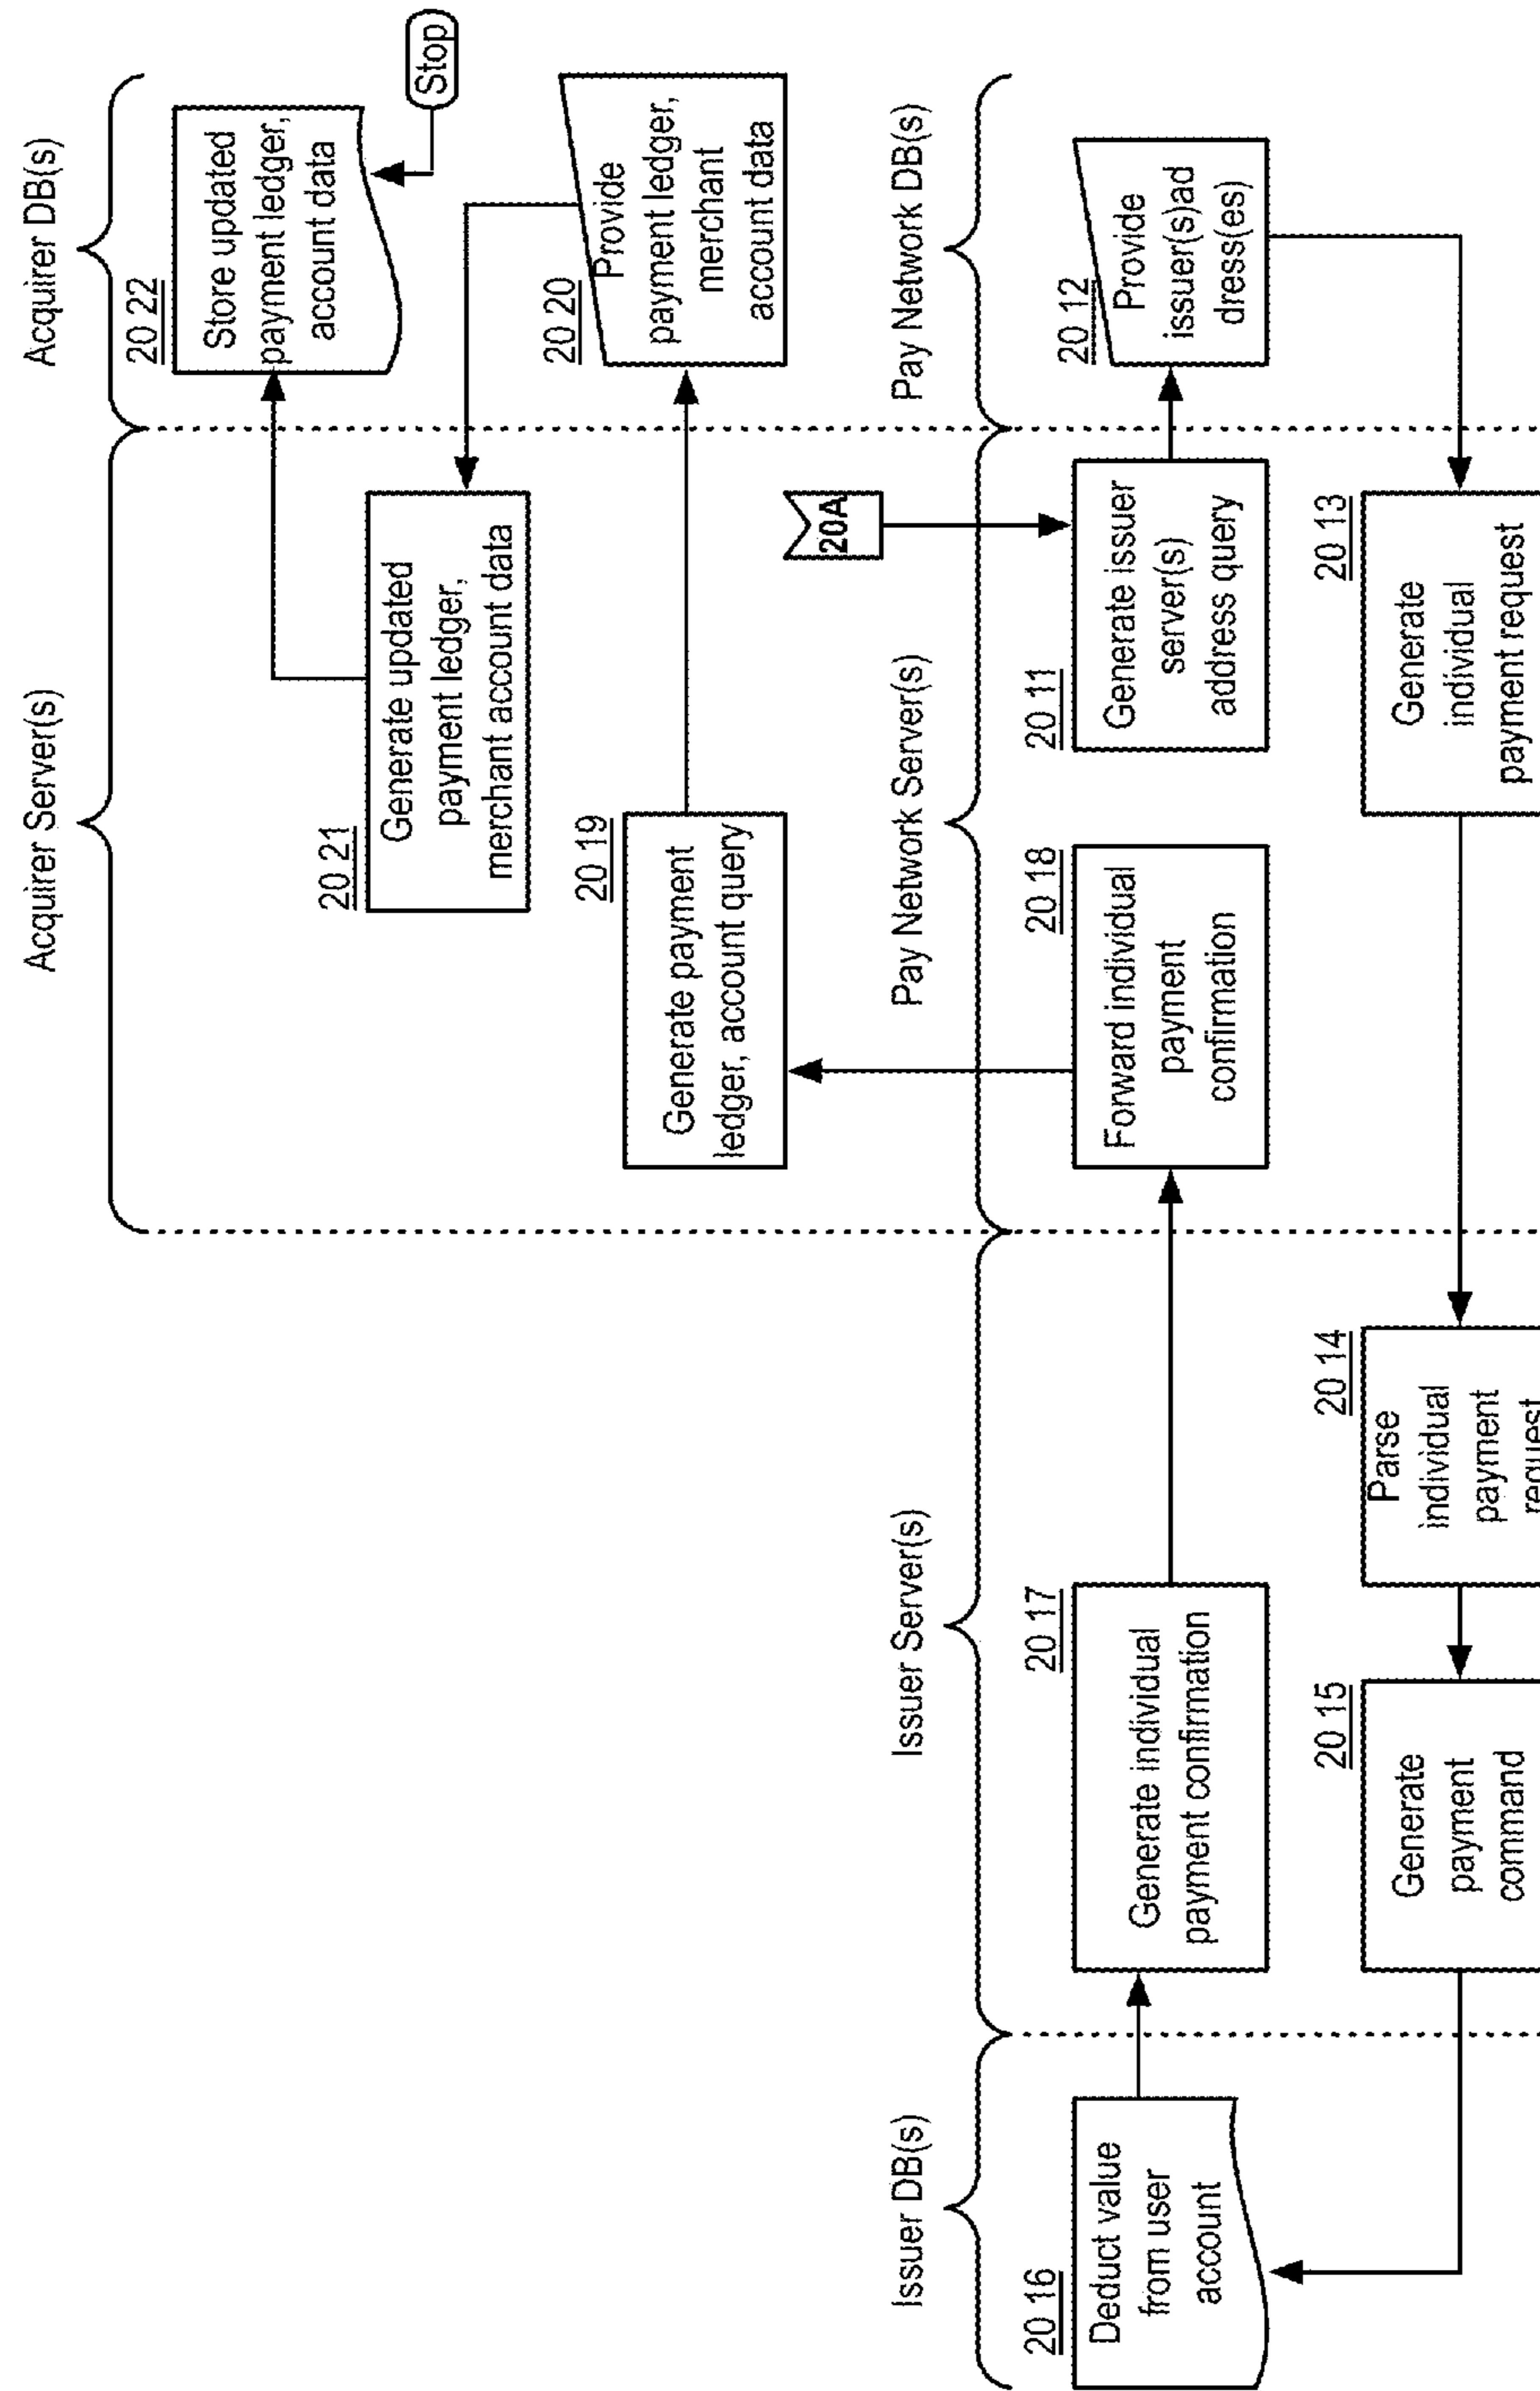 Acquirer Server(s)
Acquirer DB(s)
20 22
Store updated
payment ledger,
account data
Stop
20 21
Generate updated
payment ledger,
merchant account data
20 20
Provide
payment ledger,
merchant
account data
20 19
Generate payment
ledger, account query
20A
Issuer DB(s)
Issuer Server(s)
Pay Network Server(s)
Pay Network DB(s)
20 16
Deduct value
from user
account
20 17
Generate individual
payment confirmation
20 18
Forward individual
payment
confirmation
20 11
Generate issuer
server(s)
address query
20 12
Provide
issuer(s)ad
dress(es)
20 15
Generate
payment
command
20 14
Parse
individual
payment
request
20 13
Generate
individual
payment request